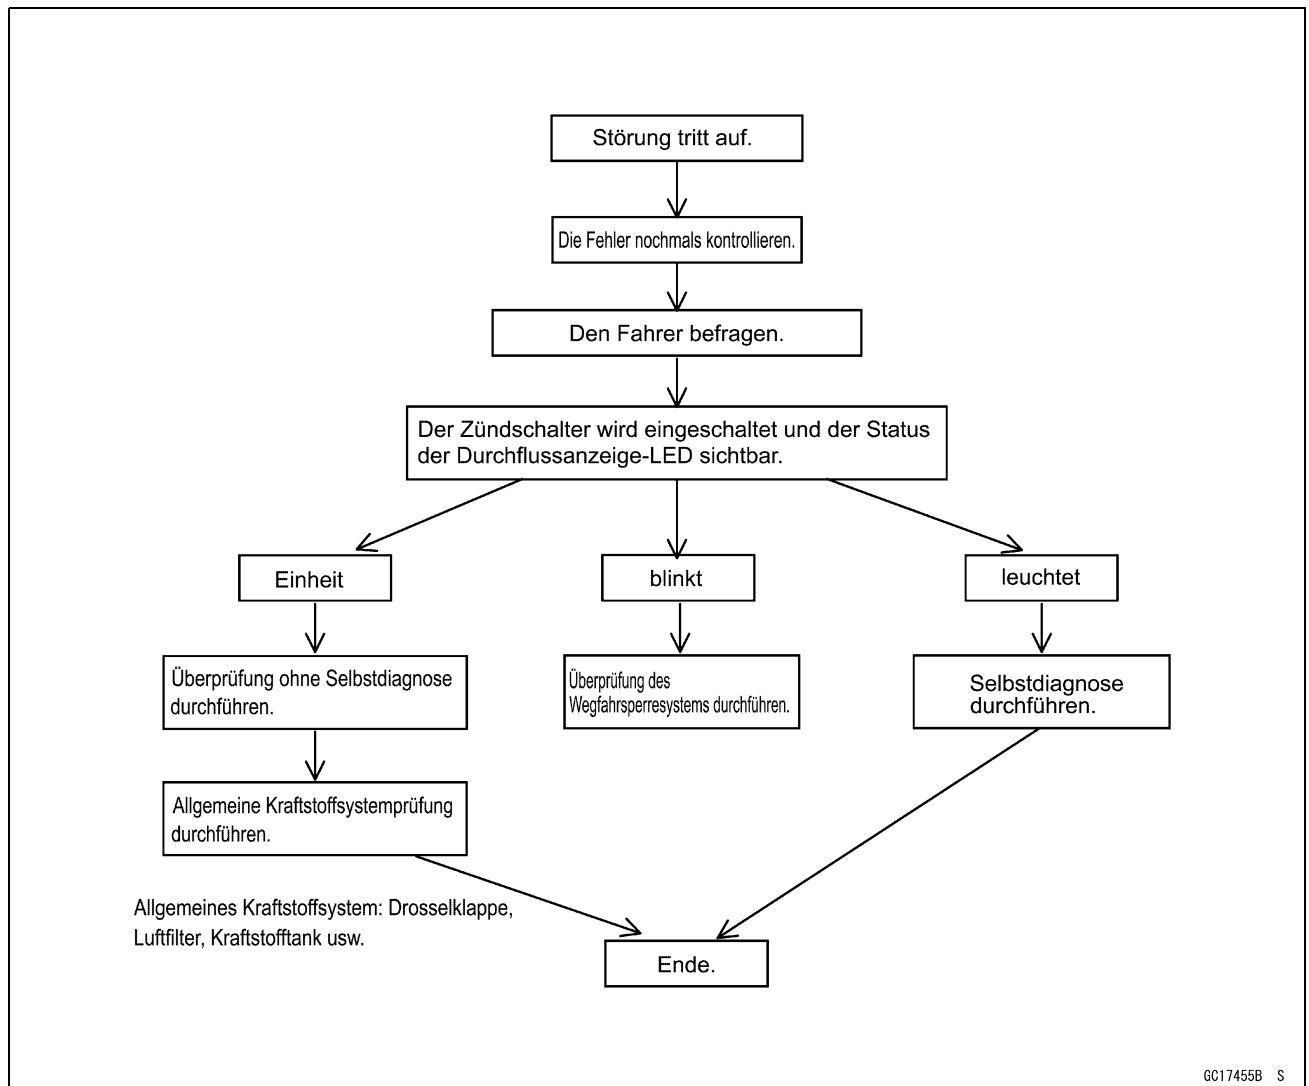 Störung tritt auf.
Die Fehler nochmals kontrollieren.
Den Fahrer befragen.
Der Zündschalter wird eingeschaltet und der Status
der Durchflussanzeige-LED sichtbar.
Einheit
blinkt
leuchtet
Überprüfung ohne Selbstdiagnose
durchführen.
Überprüfung des
Wegfahrsperresystems durchführen.
Selbstdiagnose
durchführen.
Allgemeine Kraftstoffsystemprüfung
durchführen.
Allgemeines Kraftstoffsystem: Drosselklappe,
Luftfilter, Kraftstofftank usw.
Ende.
GC17455B S